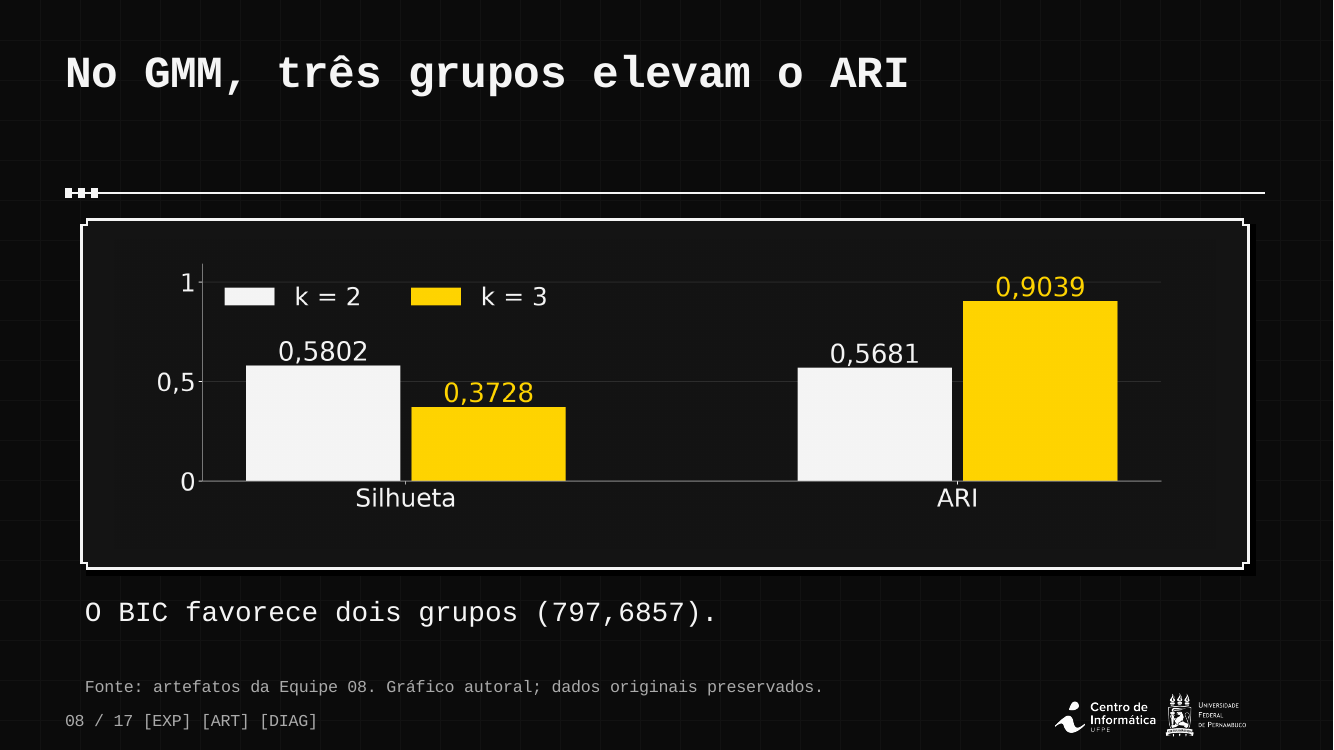 No GMM, três grupos elevam o ARI
1
k = 2
k = 3
0,9039
0,5802
0,5681
0,5
0,3728
0
Silhueta
ARI
O BIC favorece dois grupos (797,6857).
Fonte: artefatos da Equipe 08. Gráfico autoral; dados originais preservados.
08 / 17 [EXP] [ART] [DIAG]
Centro de
Informática
UFPE
Universidade
Federal
de Pernambuco